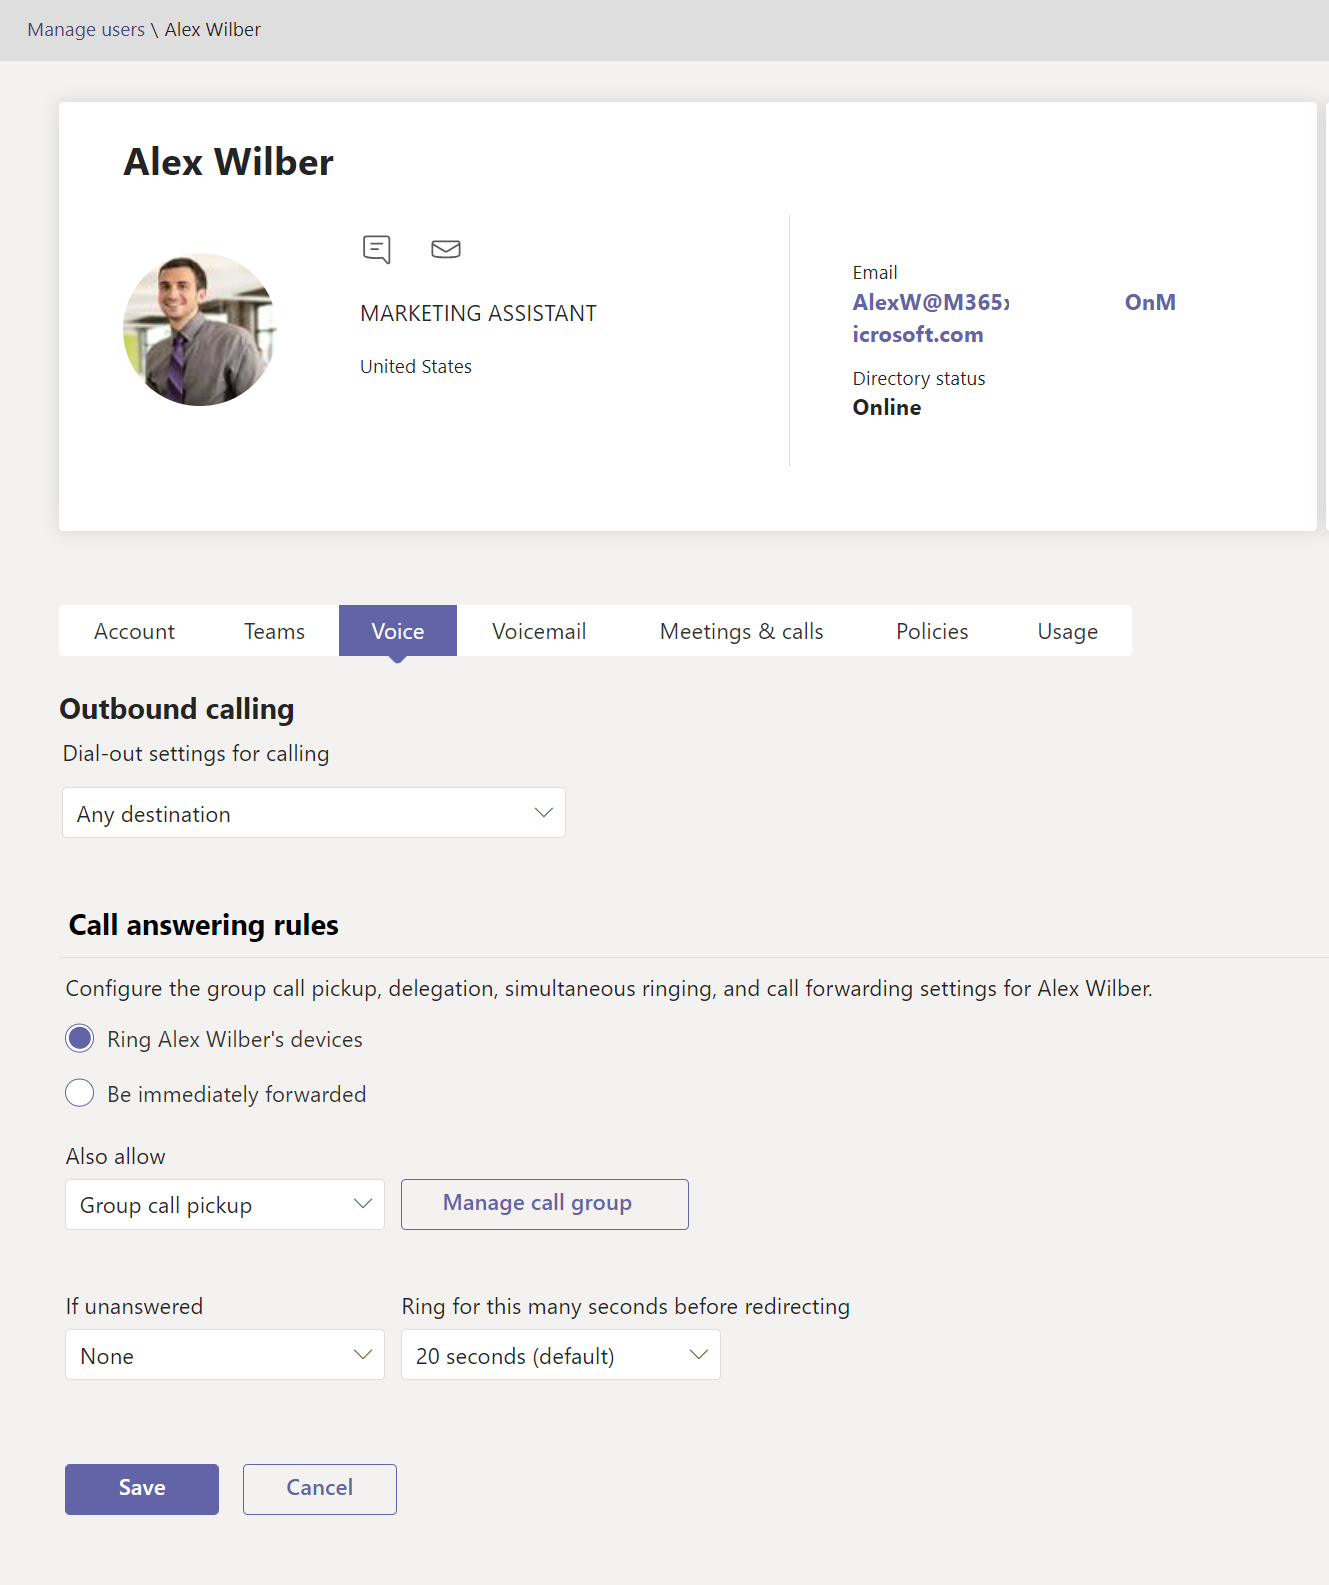 Manage users \ Alex Wilber
Alex Wilber
MARKETING ASSISTANT
United States
Email
AlexW@M365x OnM
icrosoft.com
Directory status
Online
Account Teams Voice Voicemail Meetings & calls Policies Usage
Outbound calling
Dial-out settings for calling
Any destination
Call answering rules
Configure the group call pickup, delegation, simultaneous ringing, and call forwarding settings for Alex Wilber.
Ring Alex Wilber's devices
Be immediately forwarded
Also allow
Group call pickup Manage call group
If unanswered Ring for this many seconds before redirecting
None 20 seconds (default)
Save Cancel